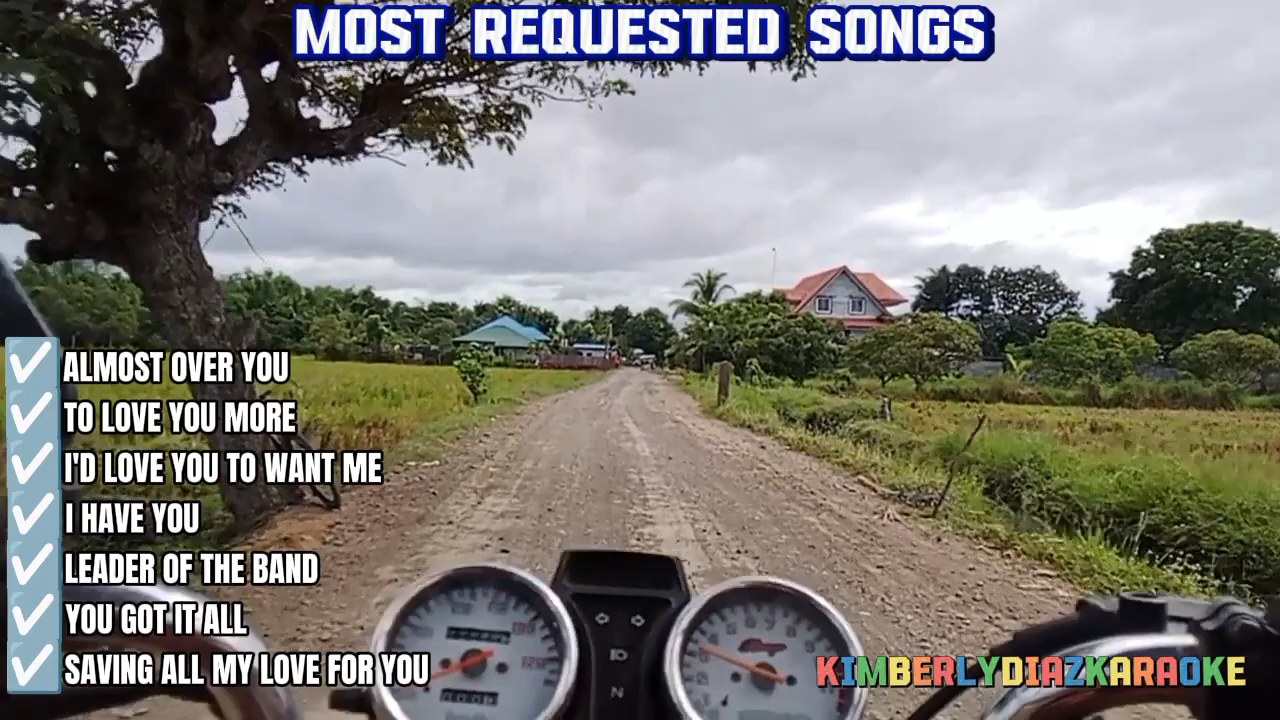 MOST REQUESTED SONGS
ALMOST OVER YOU
TO LOVE YOU MORE
I'D LOVE YOU TO WANT ME
I HAVE YOU
LEADER OF THE BAND
YOU GOT IT ALL
SAVING ALL MY LOVE FOR YOU
KIMBERLYDIAZKARAOKE
N